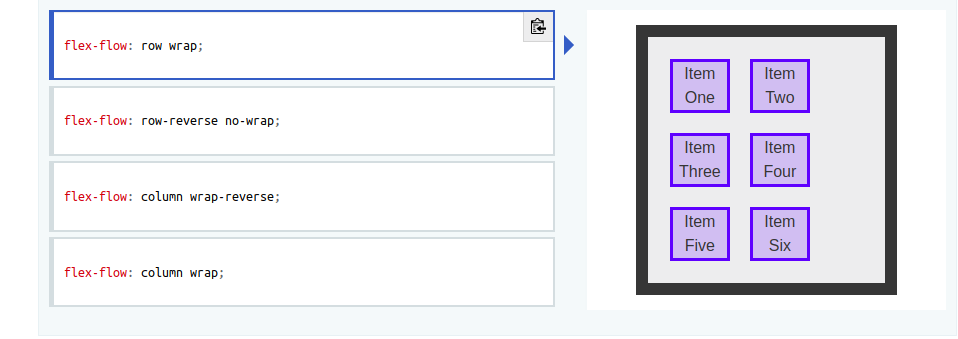 flex-flow: row wrap;
flex-flow: row-reverse no-wrap;
flex-flow: column wrap-reverse;
flex-flow: column wrap;
Item
One
Item
Two
Item
Three
Item
Four
Item
Five
Item
Six